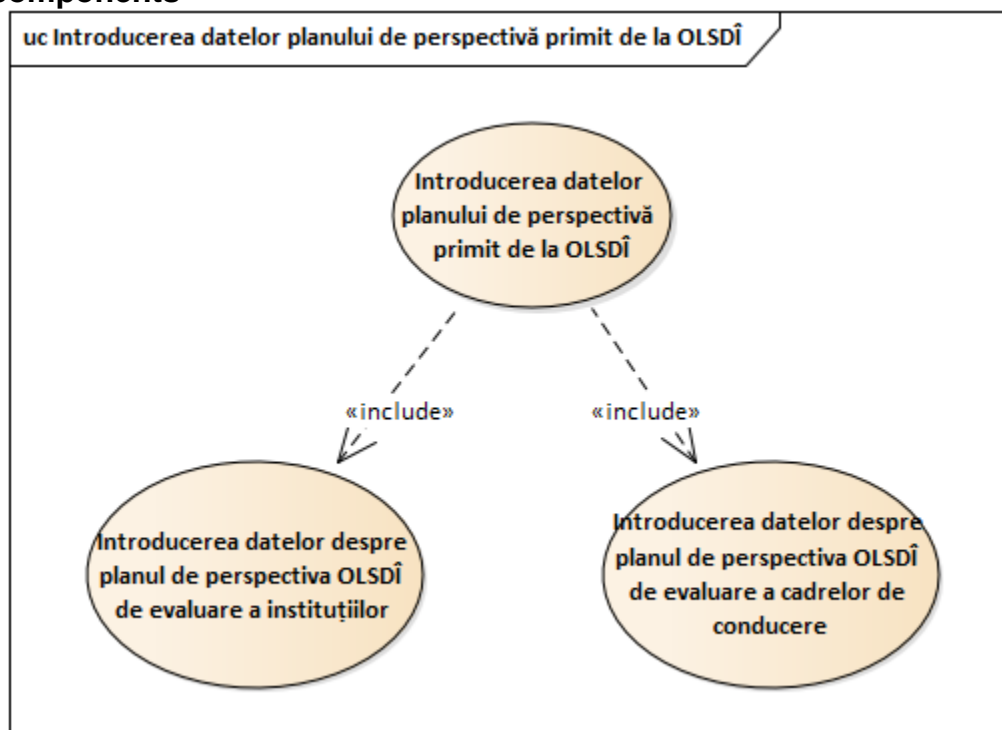 components
uc Introducerea datelor planului de perspectivă primit de la OLSDÎ
Introducerea datelor
planului de perspectivă
primit de la OLSDÎ
«include»
«include»
Introducerea datelor despre
planul de perspectiva OLSDÎ
de evaluare a instituțiilor
Introducerea datelor despre
planul de perspectiva OLSDÎ
de evaluare a cadrelor de
conducere